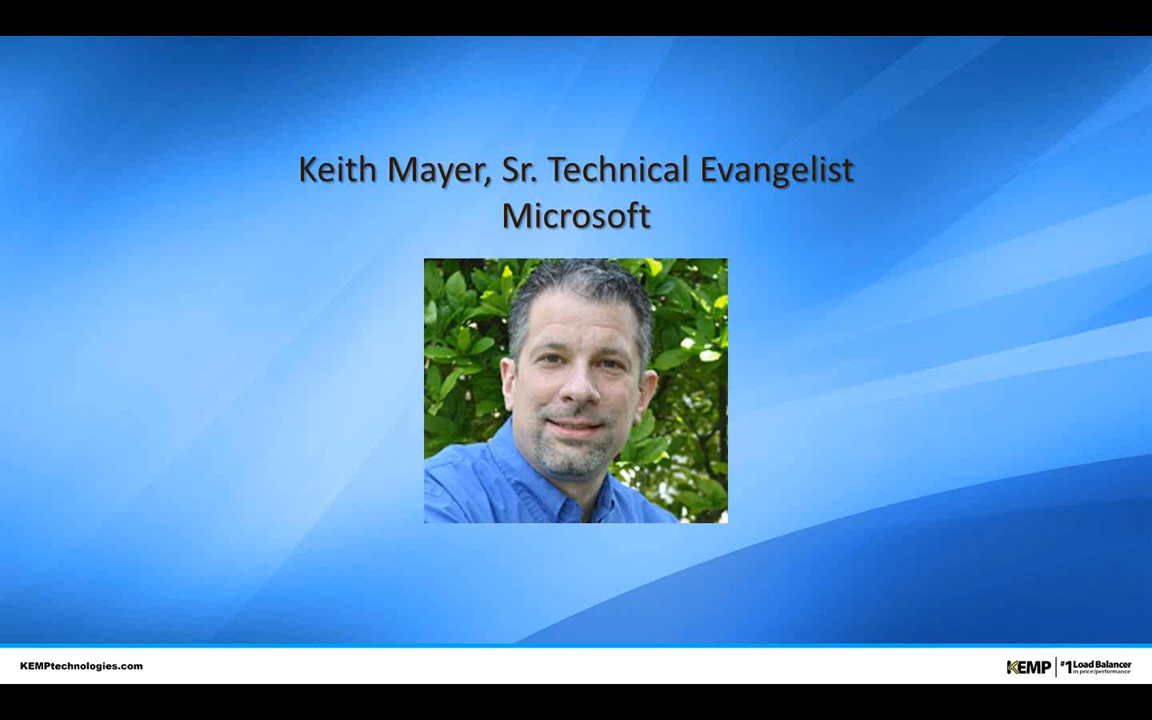 Keith Mayer, Sr. Technical Evangelist
Microsoft
KEMPtechnologies.com
KEMP
#1 Load Balancer
in price/performance